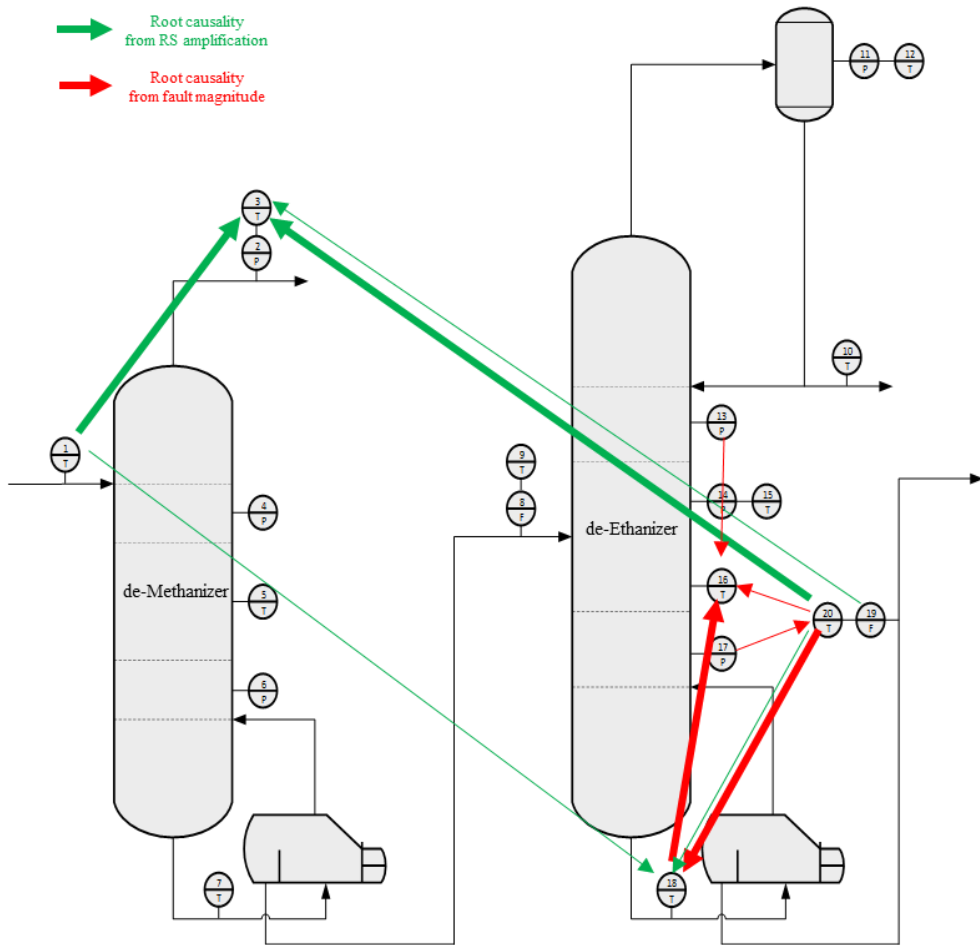 Root causality
from RS amplification
Root causality
from fault magnitude
11
P
12
T
3
T
2
P
10
T
13
P
1
T
9
T
8
F
14
P
15
T
4
P
de-Ethanizer
de-Methanizer
16
T
5
T
20
T
19
F
17
P
6
P
7
T
18
T